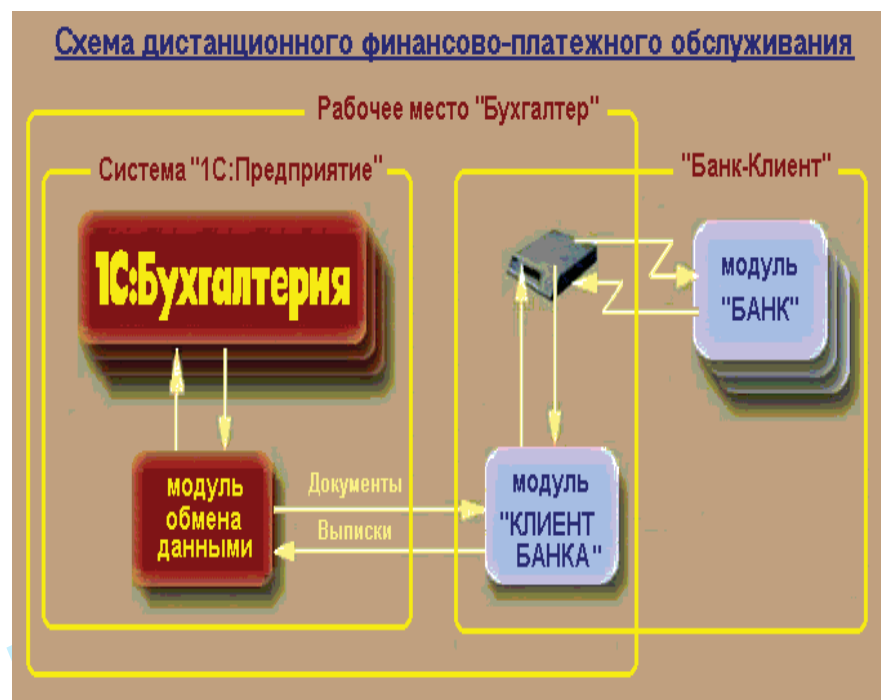 Схема дистанционного финансово-платежного обслуживания
Рабочее место "Бухгалтер"
Система "1С:Предприятие"
"Банк-Клиент"
1С:Бухгалтерия
модуль
"БАНК"
модуль
обмена
данными
Документы
Выписки
модуль
"КЛИЕНТ
БАНКА"